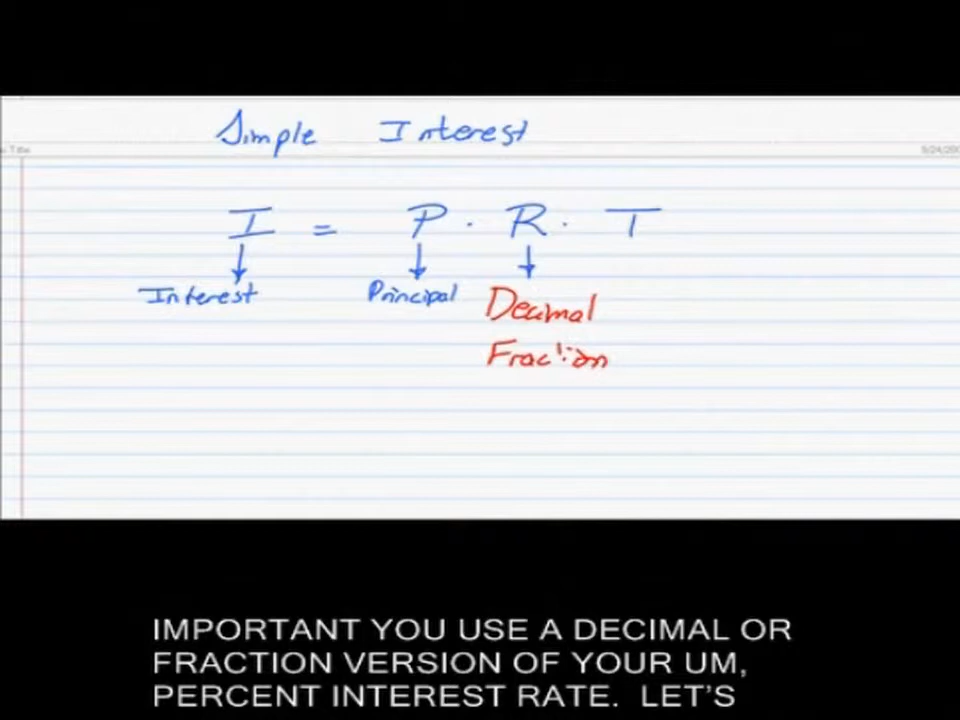 Simple Interest
I = P · R · T
Interest Principal Decimal
Fraction
IMPORTANT YOU USE A DECIMAL OR
FRACTION VERSION OF YOUR UM,
PERCENT INTEREST RATE. LET'S